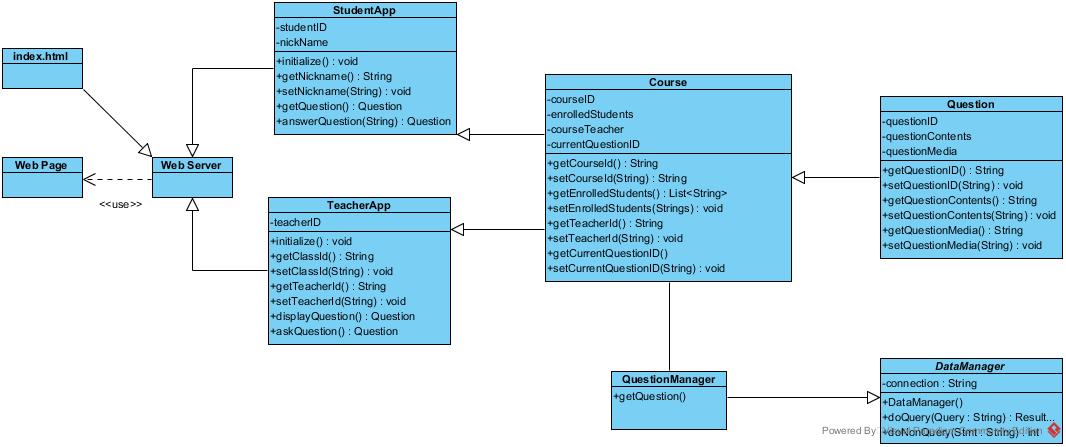 StudentApp
-studentID
-nickName
+initialize() : void
+getNickname() : String
+setNickname(String) : void
+getQuestion() : Question
+answerQuestion(String) : Question
index.html
Web Page
Web Server
<<use>>
TeacherApp
-teacherID
+initialize() : void
+getClassId() : String
+setClassId(String) : void
+getTeacherId() : String
+setTeacherId(String) : void
+displayQuestion() : Question
+askQuestion() : Question
Course
-courseID
-enrolledStudents
-courseTeacher
-currentQuestionID
+getCourseId() : String
+setCourseId(String) : String
+getEnrolledStudents() : List<String>
+setEnrolledStudents(Strings) : void
+getTeacherId() : String
+setTeacherId(String) : void
+getCurrentQuestionID()
+setCurrentQuestionID(String) : void
Question
-questionID
-questionContents
-questionMedia
+getQuestionID() : String
+setQuestionID(String) : void
+getQuestionContents() : String
+setQuestionContents(String) : void
+getQuestionMedia() : String
+setQuestionMedia(String) : void
QuestionManager
+getQuestion()
DataManager
-connection : String
+DataManager()
+doQuery(Query : String) : Result...
: String) : int
Powered By